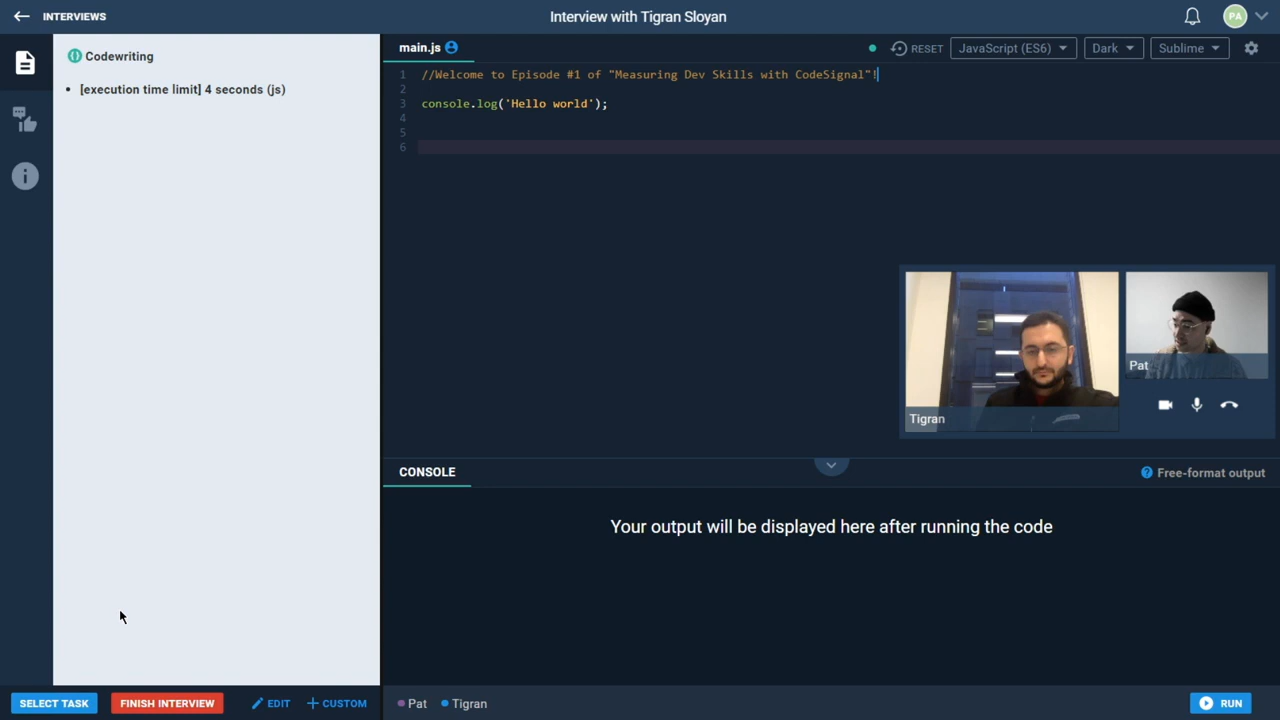 INTERVIEWS
Interview with Tigran Sloyan
PA
Codewriting
[execution time limit] 4 seconds (js)
main.js
RESET
JavaScript (ES6)
Dark
Sublime
1 //Welcome to Episode #1 of "Measuring Dev Skills with CodeSignal"!
2
3 console.log('Hello world');
4
5
6
Tigran
Pat
CONSOLE
Free-format output
Your output will be displayed here after running the code
SELECT TASK
FINISH INTERVIEW
EDIT
CUSTOM
Pat
Tigran
RUN